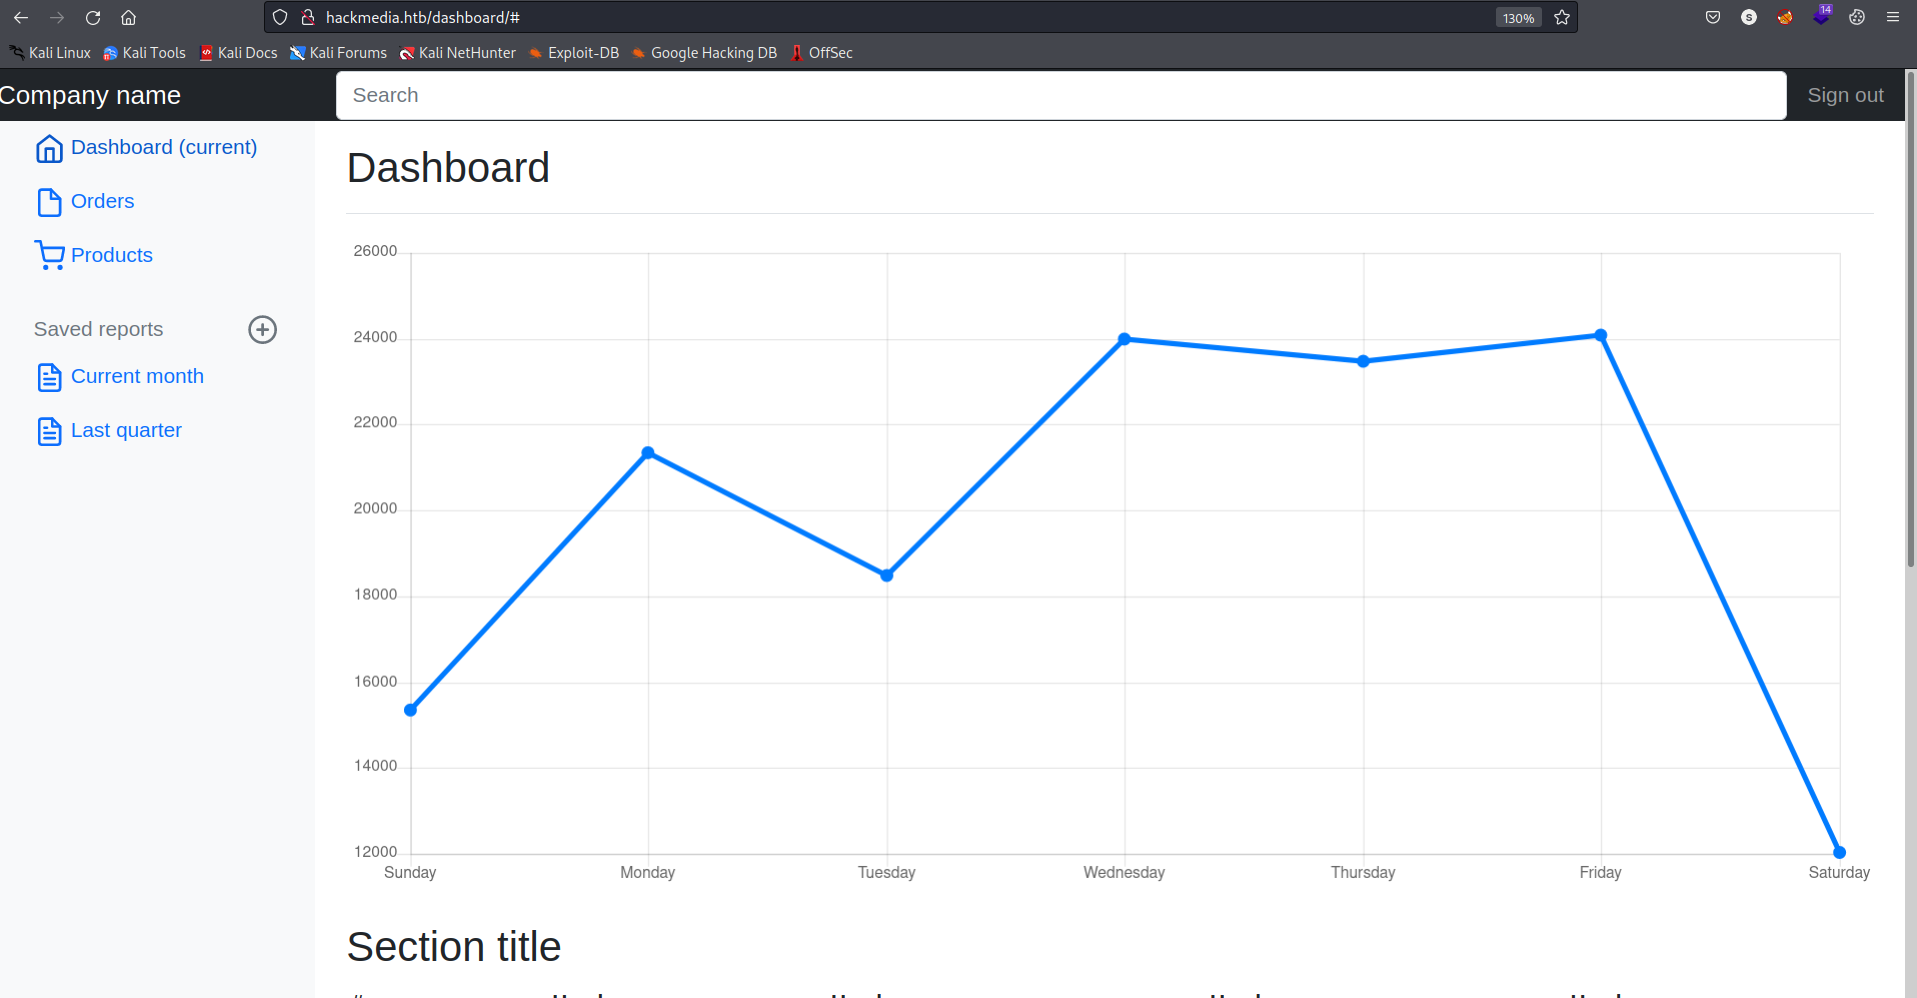 hackmedia.htb/dashboard/#
130%
S
14
Kali Linux Kali Tools Kali Docs Kali Forums Kali NetHunter Exploit-DB Google Hacking DB OffSec
Company name
Search
Sign out
Dashboard (current)
Orders
Products
Saved reports
Current month
Last quarter
Dashboard
26000
24000
22000
20000
18000
16000
14000
12000
Sunday Monday Tuesday Wednesday Thursday Friday Saturday
Section title